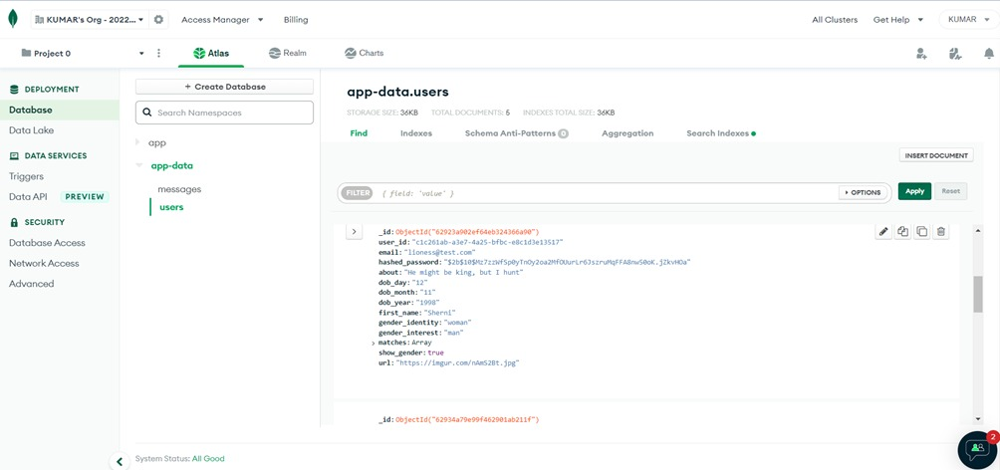 KUMAR's Org - 2022...
Access Manager
Billing
All Clusters
Get Help
KUMAR
Project 0
Atlas
Realm
Charts
DEPLOYMENT
Database
Data Lake
DATA SERVICES
Triggers
Data API PREVIEW
SECURITY
Database Access
Network Access
Advanced
+ Create Database
Search Namespaces
app
app-data
messages
users
app-data.users
STORAGE SIZE: 36KB TOTAL DOCUMENTS: 5 INDEXES TOTAL SIZE: 36KB
Find Indexes Schema Anti-Patterns 0 Aggregation Search Indexes
INSERT DOCUMENT
FILTER { field: 'value' } OPTIONS Apply Reset
_id:ObjectId("62923a902ef64eb324366a90")
user_id:"c1c261ab-a3e7-4a25-bfbc-e8c1d3e13517"
email:"lioness@test.com"
hashed_password:"$2b$10$Mz7zzWfSp0yTnOy2oa2MfOUurLr6JszruMqFFA8nwS0oK.jZkvHOa"
about:"He might be king, but I hunt"
dob_day:"12"
dob_month:"11"
dob_year:"1998"
first_name:"Sherni"
gender_identity:"woman"
gender_interest:"man"
matches:Array
show_gender:true
url:"https://imgur.com/nAmS2Bt.jpg"
_id:ObjectId("62934a79e99f462901ab211f")
System Status: All Good
2